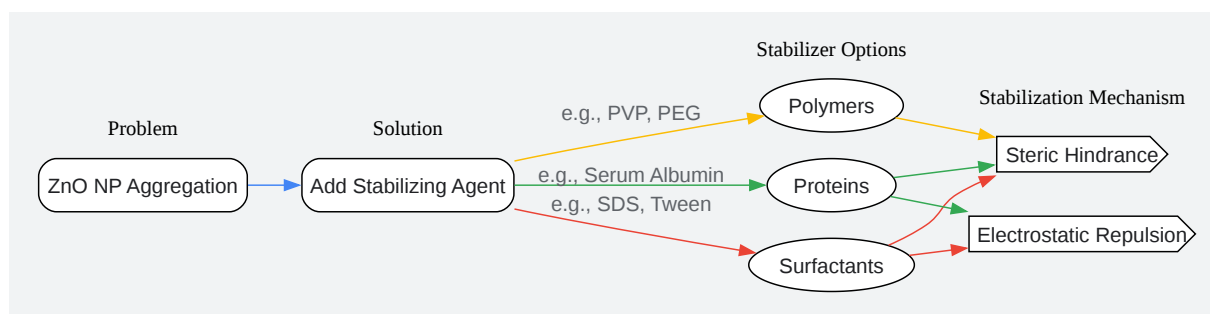 Problem
ZnO NP Aggregation
Solution
Add Stabilizing Agent
e.g., PVP, PEG
e.g., Serum Albumin
e.g., SDS, Tween
Stabilizer Options
Polymers
Proteins
Surfactants
Stabilization Mechanism
Steric Hindrance
Electrostatic Repulsion